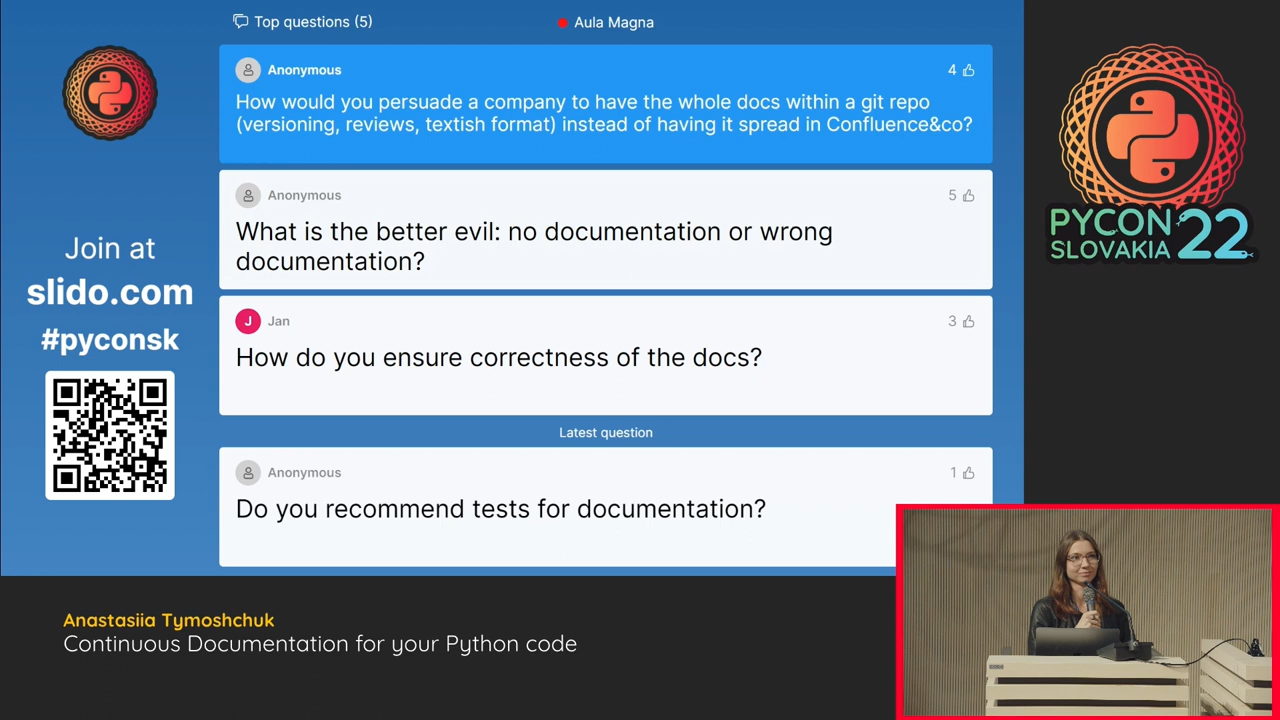 Top questions (5)
Aula Magna
Anonymous
4
How would you persuade a company to have the whole docs within a git repo
(versioning, reviews, textish format) instead of having it spread in Confluence&co?
Anonymous
5
What is the better evil: no documentation or wrong
documentation?
J Jan
3
How do you ensure correctness of the docs?
Latest question
Anonymous
1
Do you recommend tests for documentation?
Join at
slido.com
#pyconsk
PYCON
SLOVAKIA 22
Anastasiia Tymoshchuk
Continuous Documentation for your Python code